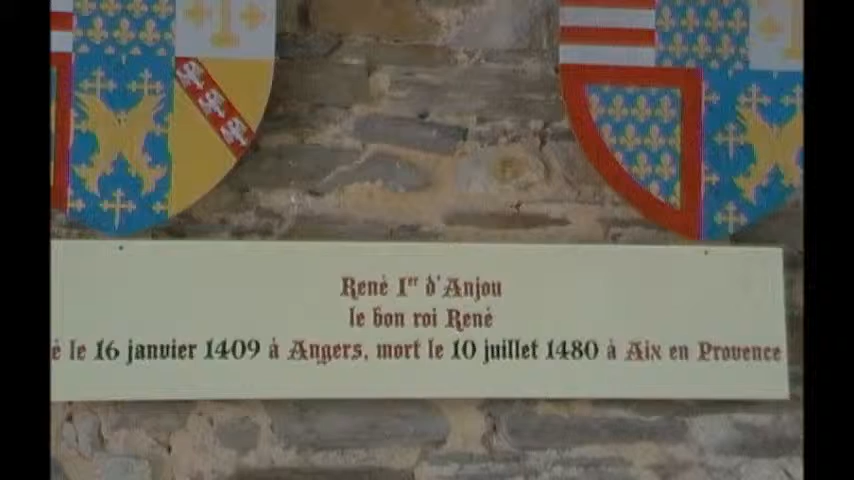 René Ier d'Anjou
le bon roi René
é le 16 janvier 1409 à Angers, mort le 10 juillet 1480 à Aix en Provence